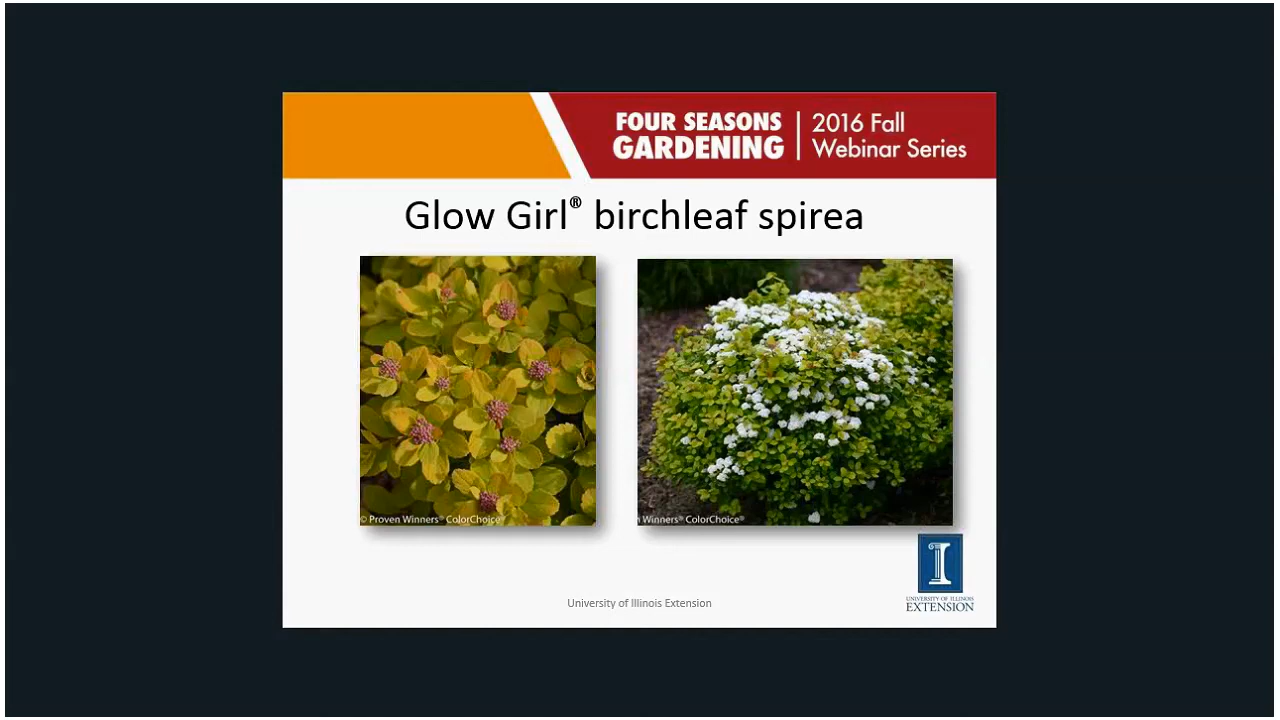 FOUR SEASONS
GARDENING
2016 Fall
Webinar Series
Glow Girl® birchleaf spirea
© Proven Winners® ColorChoice
n Winners® ColorChoice®
University of Illinois Extension
I
UNIVERSITY OF ILLINOIS
EXTENSION